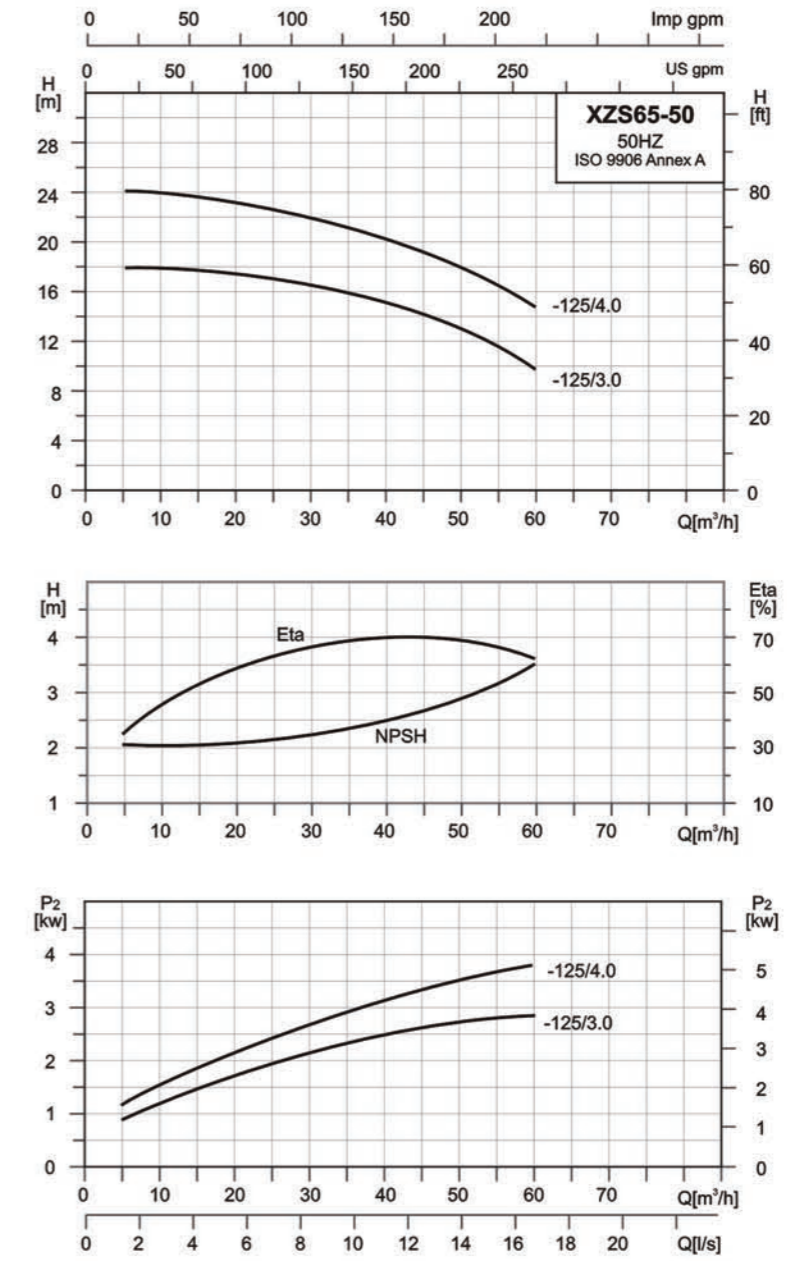 0 50 100 150 200 Imp gpm
0 50 100 150 200 250 US gpm
H
[m]
H
[ft]
XZS65-50
50HZ
ISO 9906 Annex A
28
24
80
20
60
16
-125/4.0
12
40
-125/3.0
8
20
4
0
0
0 10 20 30 40 50 60 70 Q[m³/h]
H
[m]
Eta
[%]
Eta
4
70
3
50
NPSH
2
30
1
10
0 10 20 30 40 50 60 70 Q[m³/h]
P2
[kw]
P2
[kw]
4
-125/4.0
5
3
-125/3.0
4
3
2
2
1
1
0
0
0 10 20 30 40 50 60 70 Q[m³/h]
0 2 4 6 8 10 12 14 16 18 20 Q[l/s]